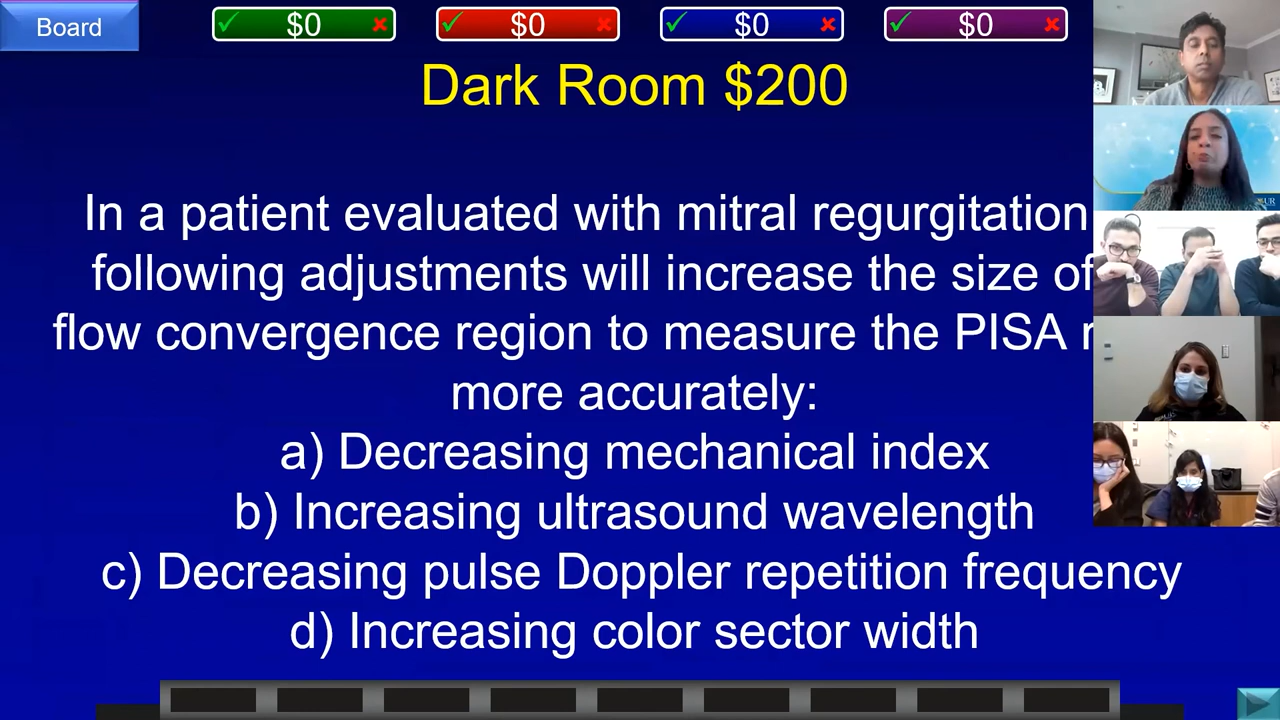 Board
$0 $0 $0 $0
Dark Room $200
In a patient evaluated with mitral regurgitation
following adjustments will increase the size of
flow convergence region to measure the PISA
more accurately:
a) Decreasing mechanical index
b) Increasing ultrasound wavelength
c) Decreasing pulse Doppler repetition frequency
d) Increasing color sector width